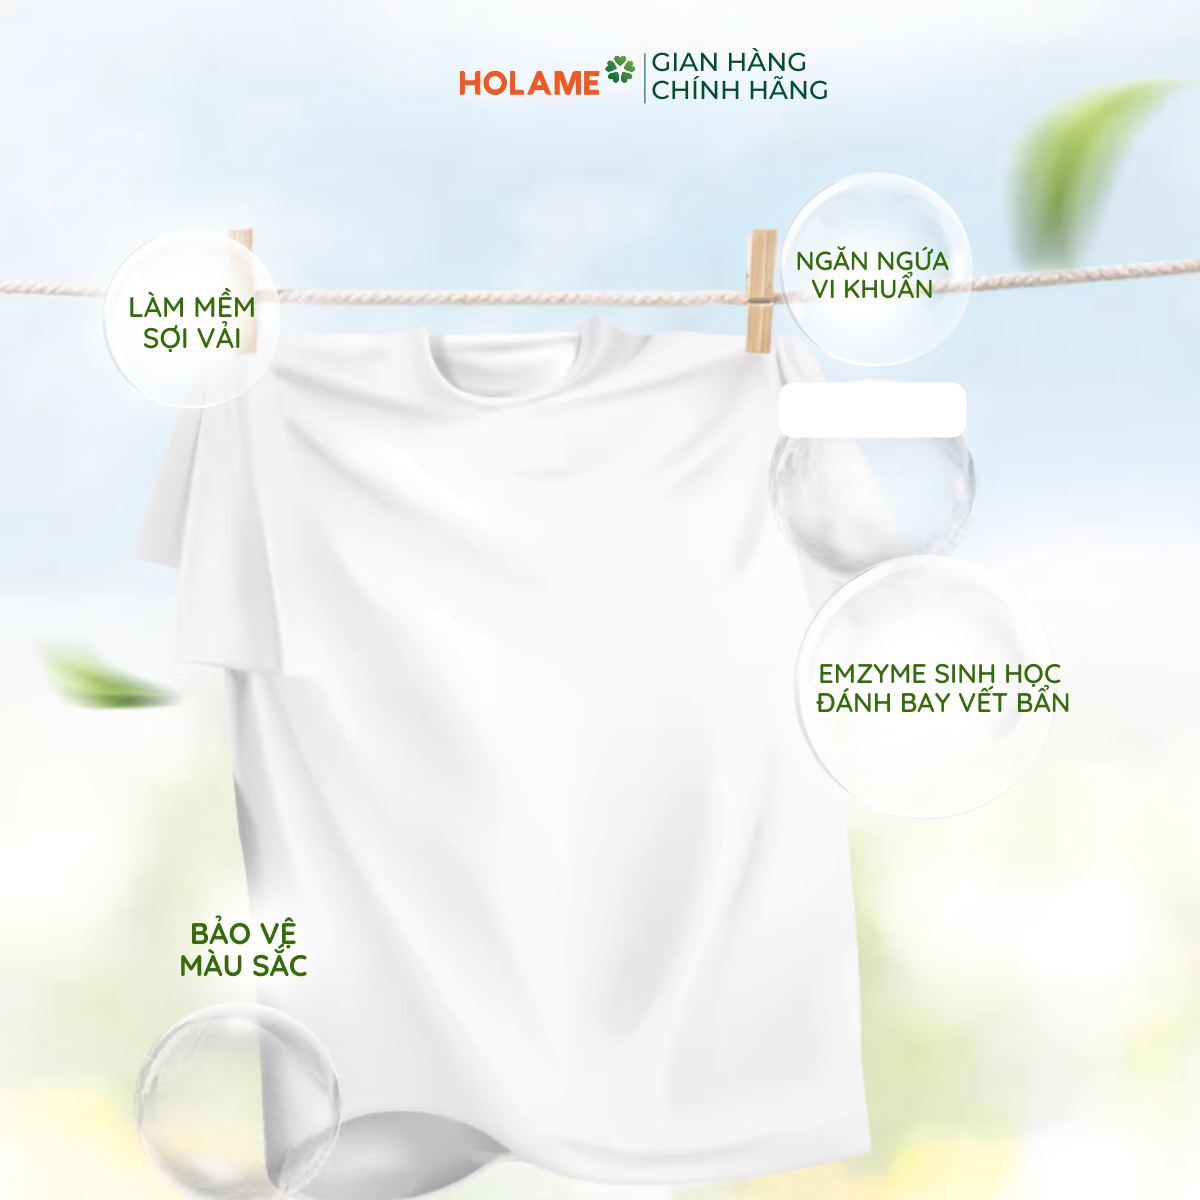 HOLAME
GIAN HÀNG
CHÍNH HÃNG
NGĂN NGỨA
VI KHUẨN
LÀM MỀM
SỢI VẢI
EMZYME SINH HỌC
ĐÁNH BAY VẾT BẨN
BẢO VỆ
MÀU SẮC